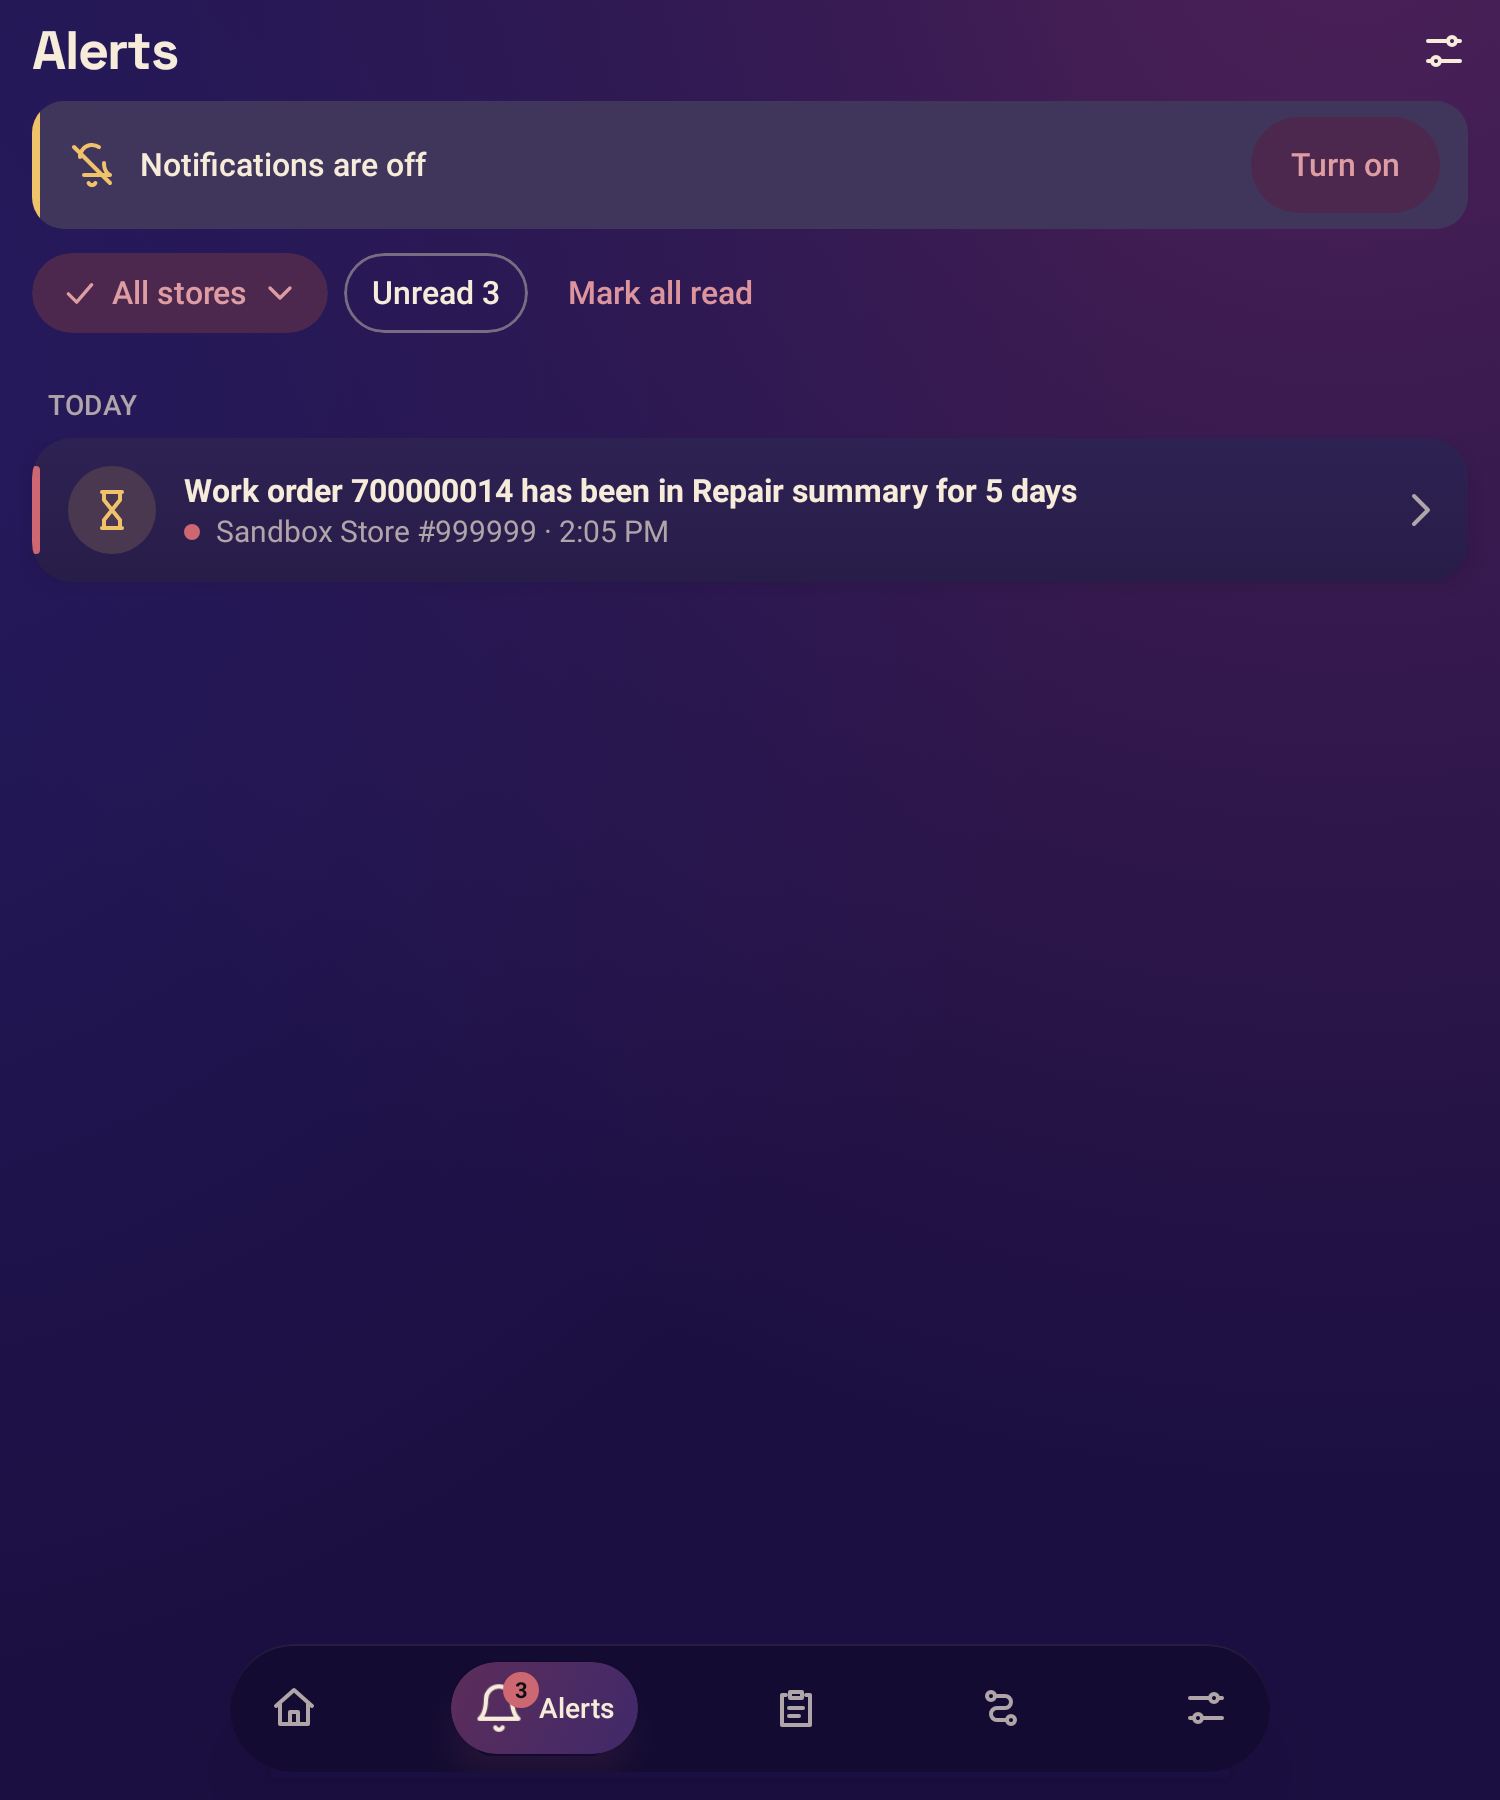 Alerts
Notifications are off
Turn on
All stores
Unread 3
Mark all read
TODAY
Work order 700000014 has been in Repair summary for 5 days
Sandbox Store #999999 · 2:05 PM
3
Alerts